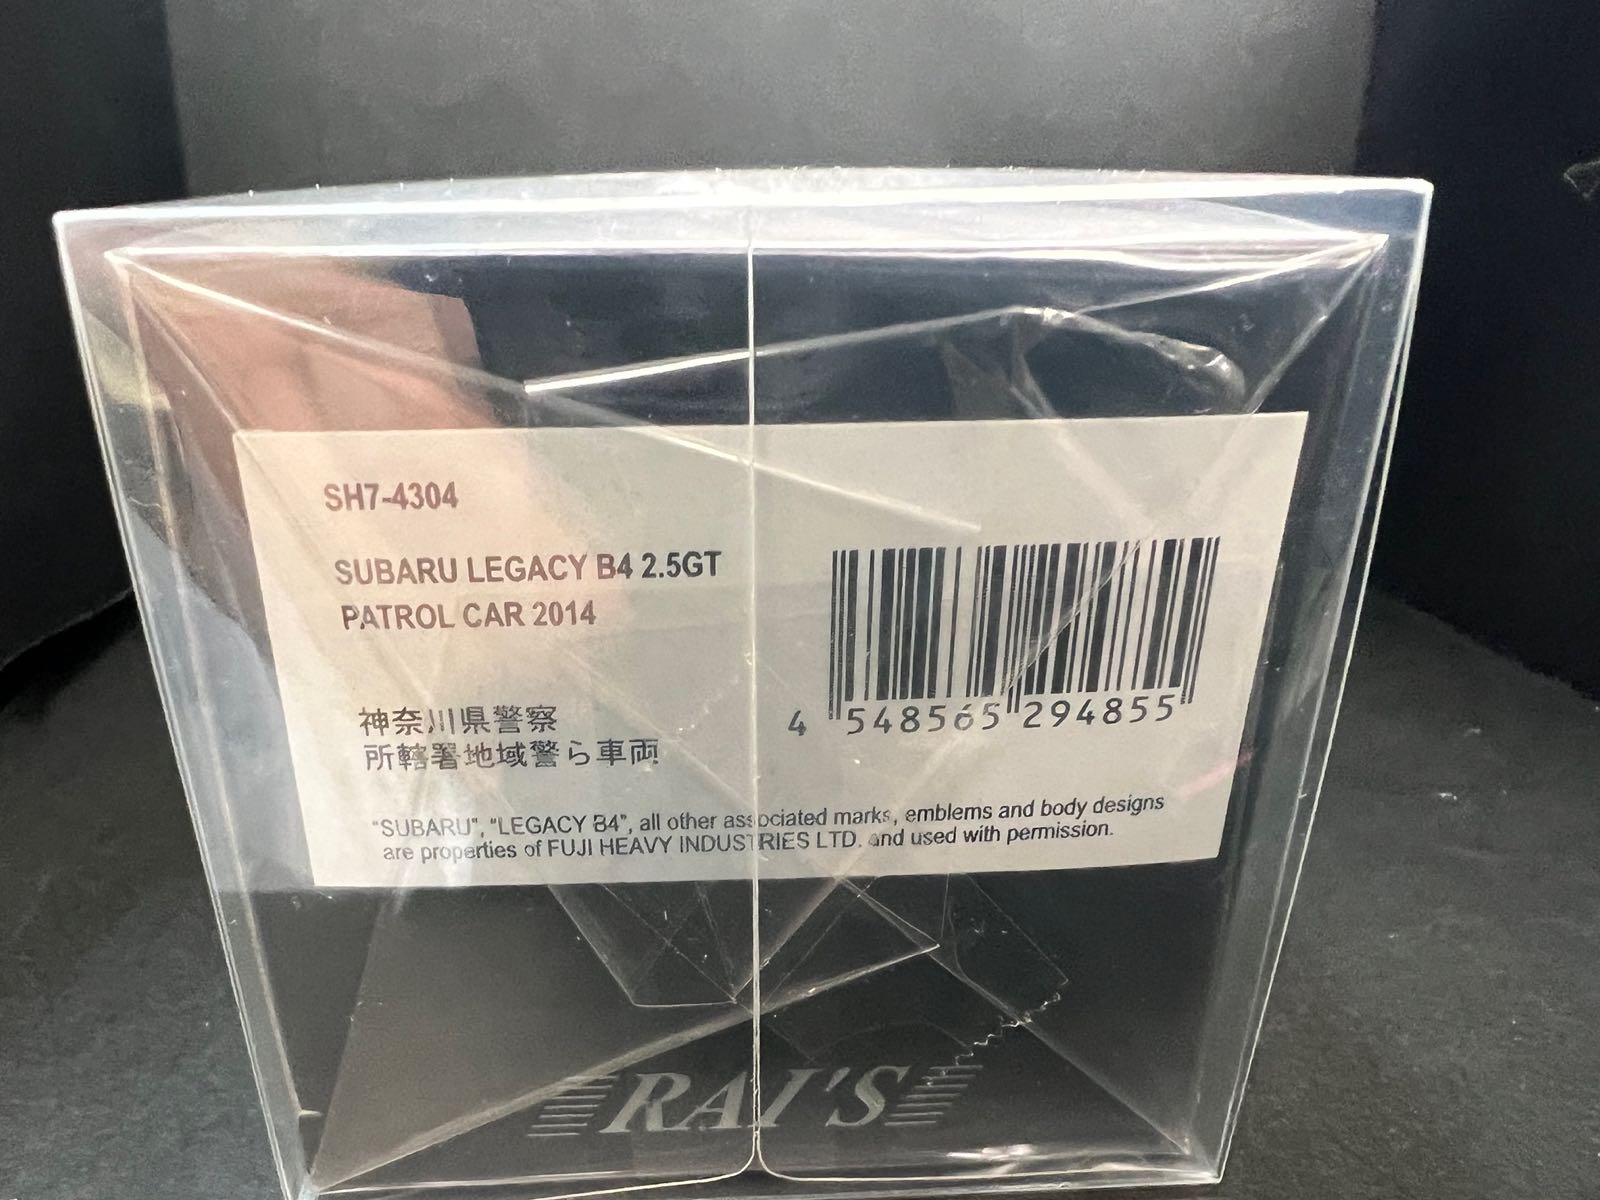 SH7-4304
SUBARU LEGACY B4 2.5GT
PATROL CAR 2014
神奈川県警察
所轄署地域警ら車両
4 548565 294855
"SUBARU", "LEGACY B4", all other associated marks, emblems and body designs
are properties of FUJI HEAVY INDUSTRIES LTD. and used with permission.
RAI'S